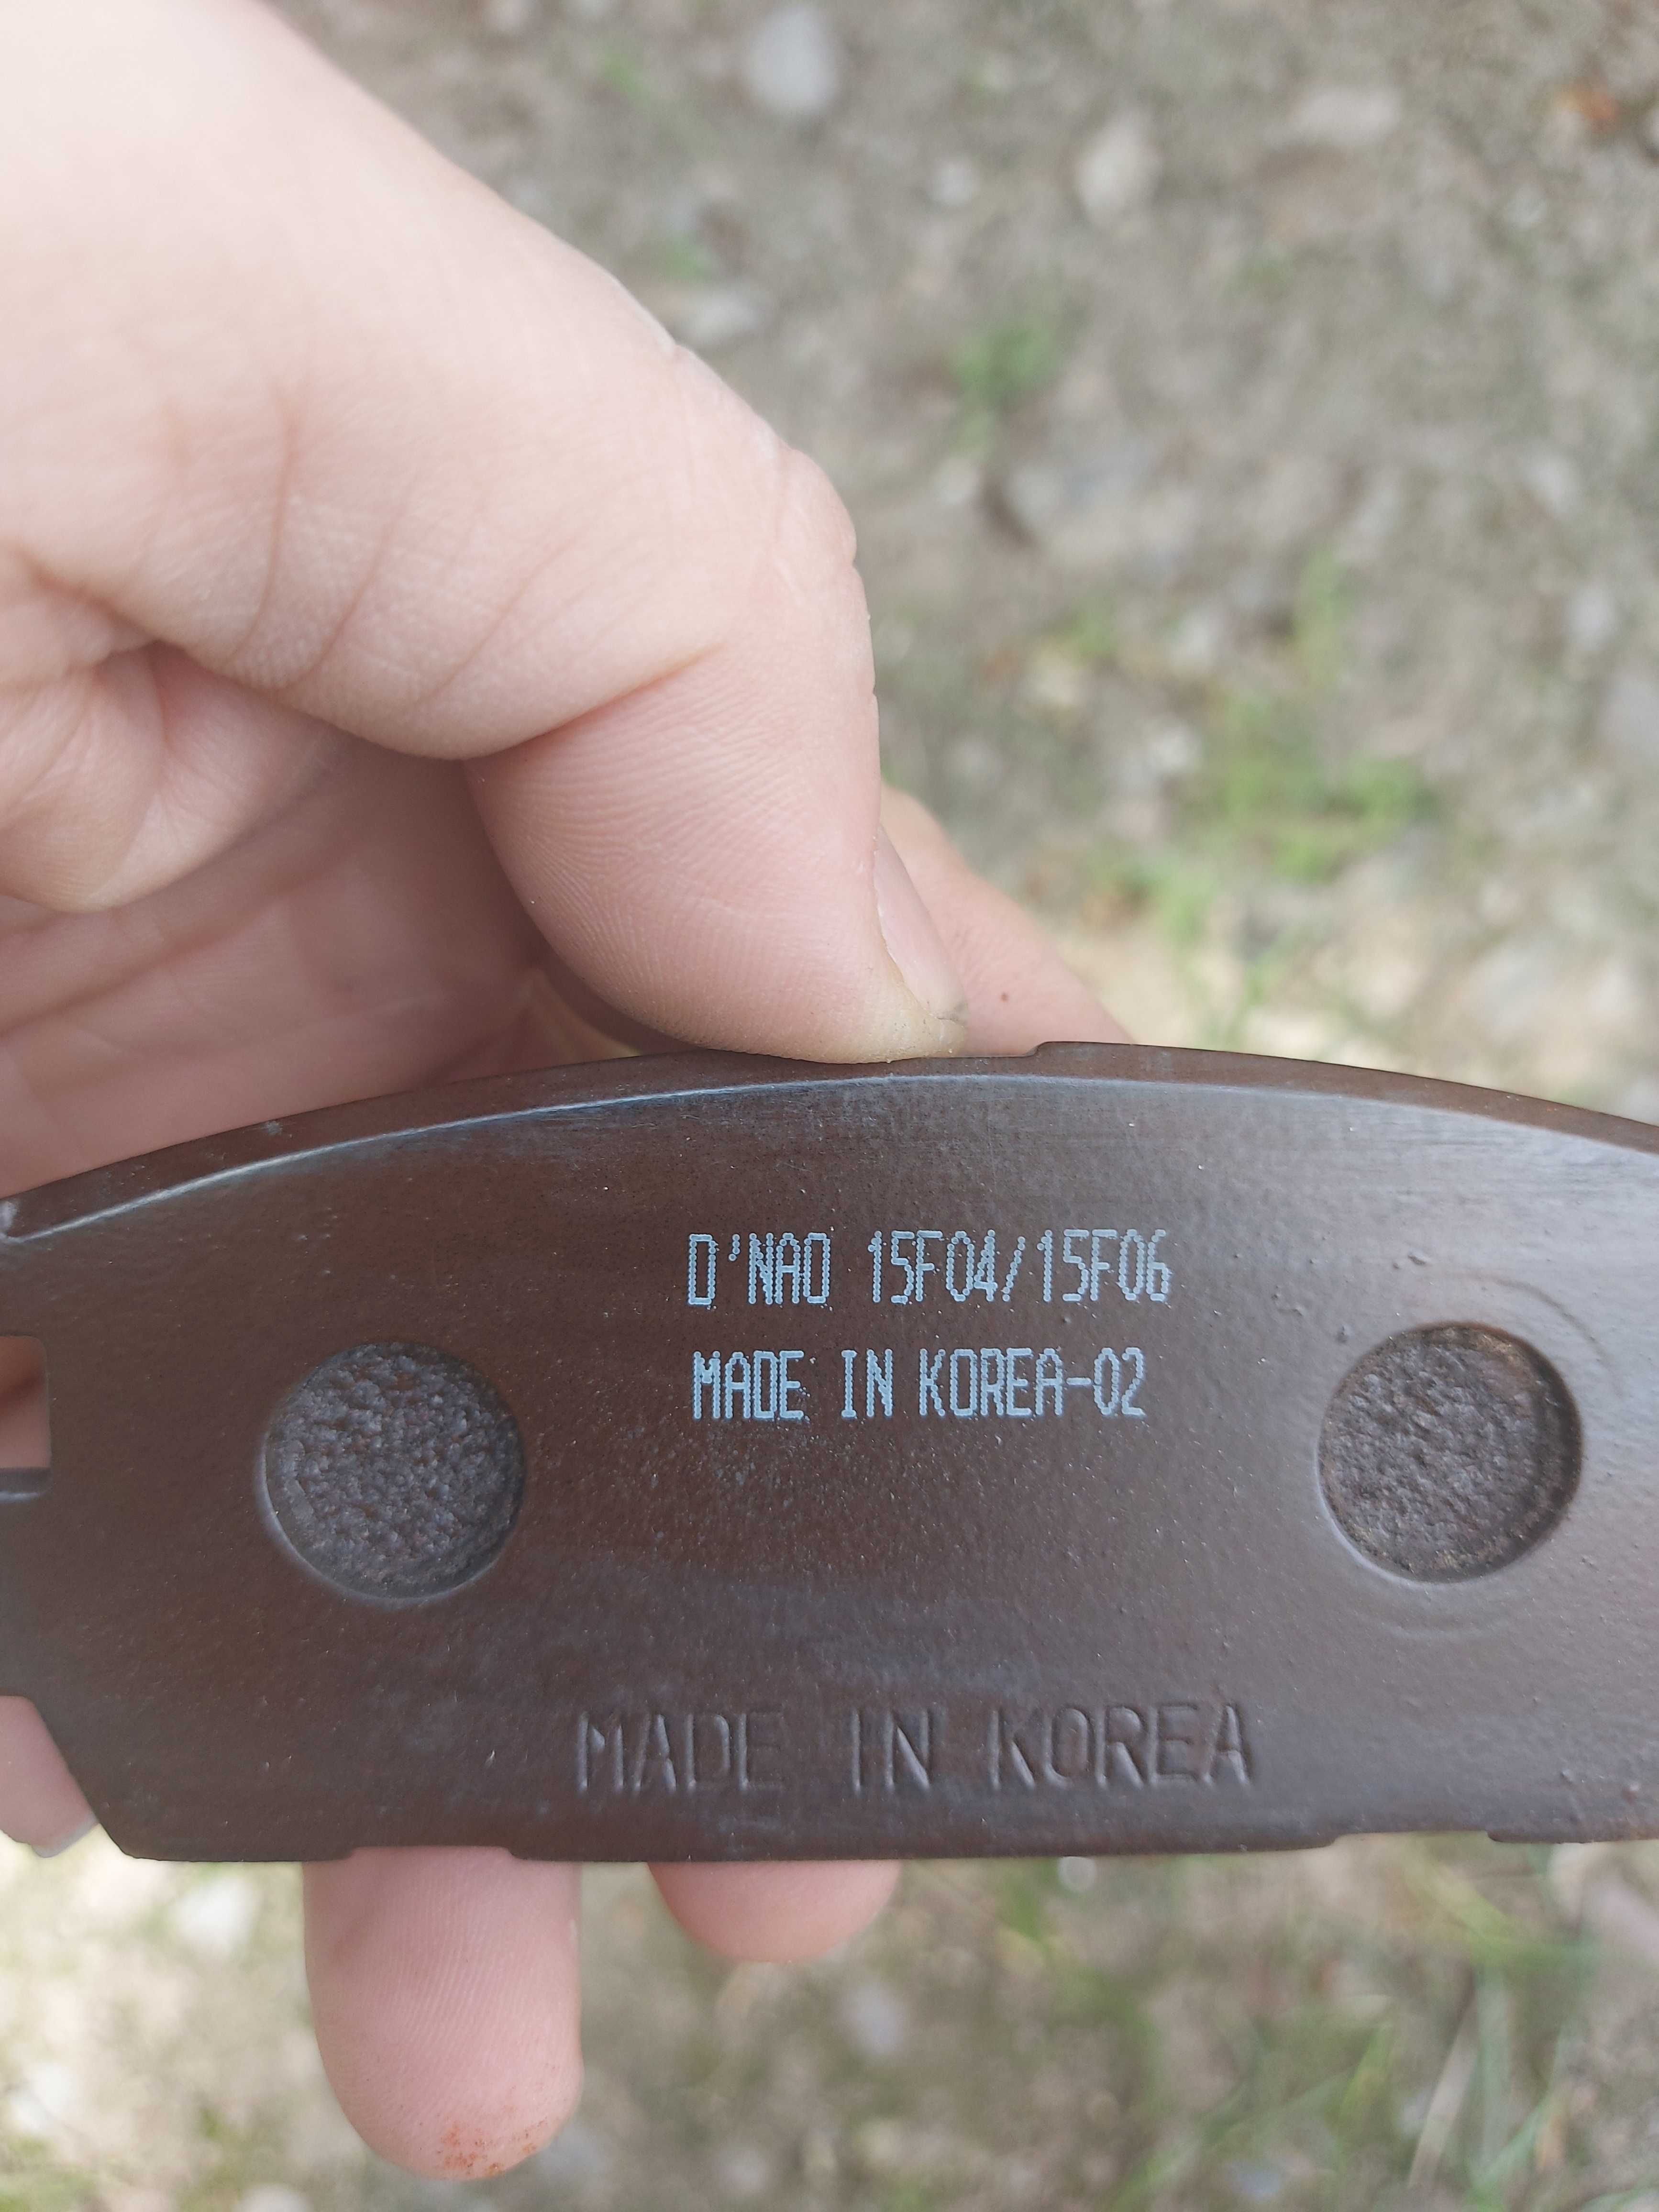 D'NAO 15F04/15F06
MADE IN KOREA-02
MADE IN KOREA